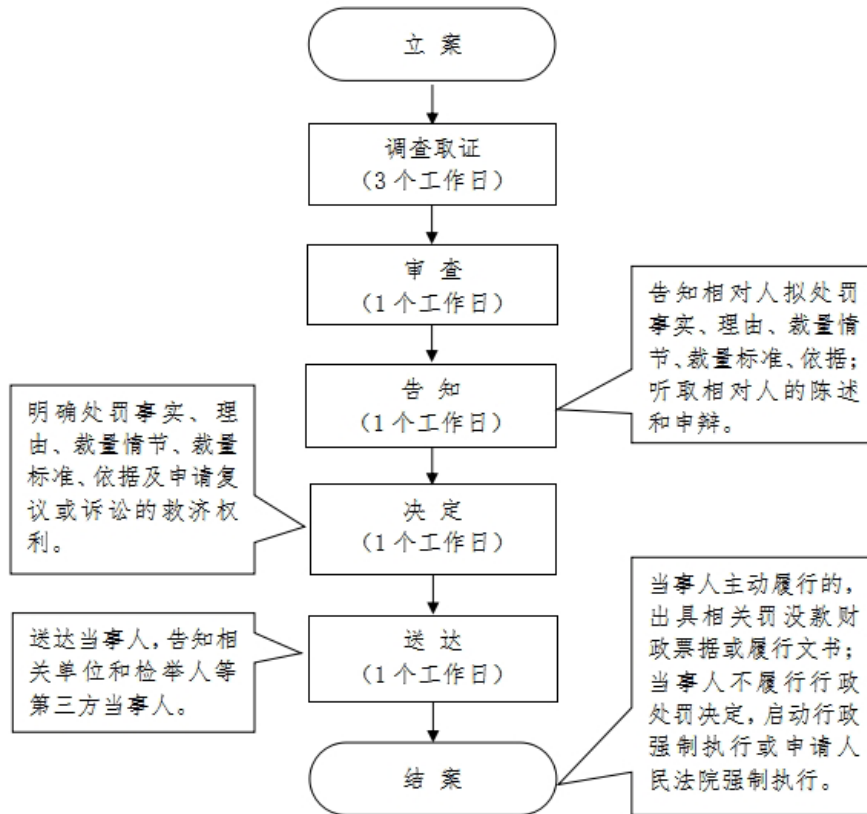 立 案
调查取证
（3 个工作日）
审 查
（1 个工作日）
告知相对人拟处罚
事实、理由、裁量情
节、裁量标准、依据；
听取相对人的陈述
和申辩。
告 知
（1 个工作日）
明确处罚事实、理
由、裁量情节、裁量
标准、依据及申请复
议或诉讼的救济权
利。
决 定
（1 个工作日）
送达当事人，告知相
关单位和检举人等
第三方当事人。
送 达
（1 个工作日）
当事人主动履行的，
出具相关罚没款财
政票据或履行文书；
当事人不履行行政
处罚决定，启动行政
强制执行或申请人
民法院强制执行。
结 案